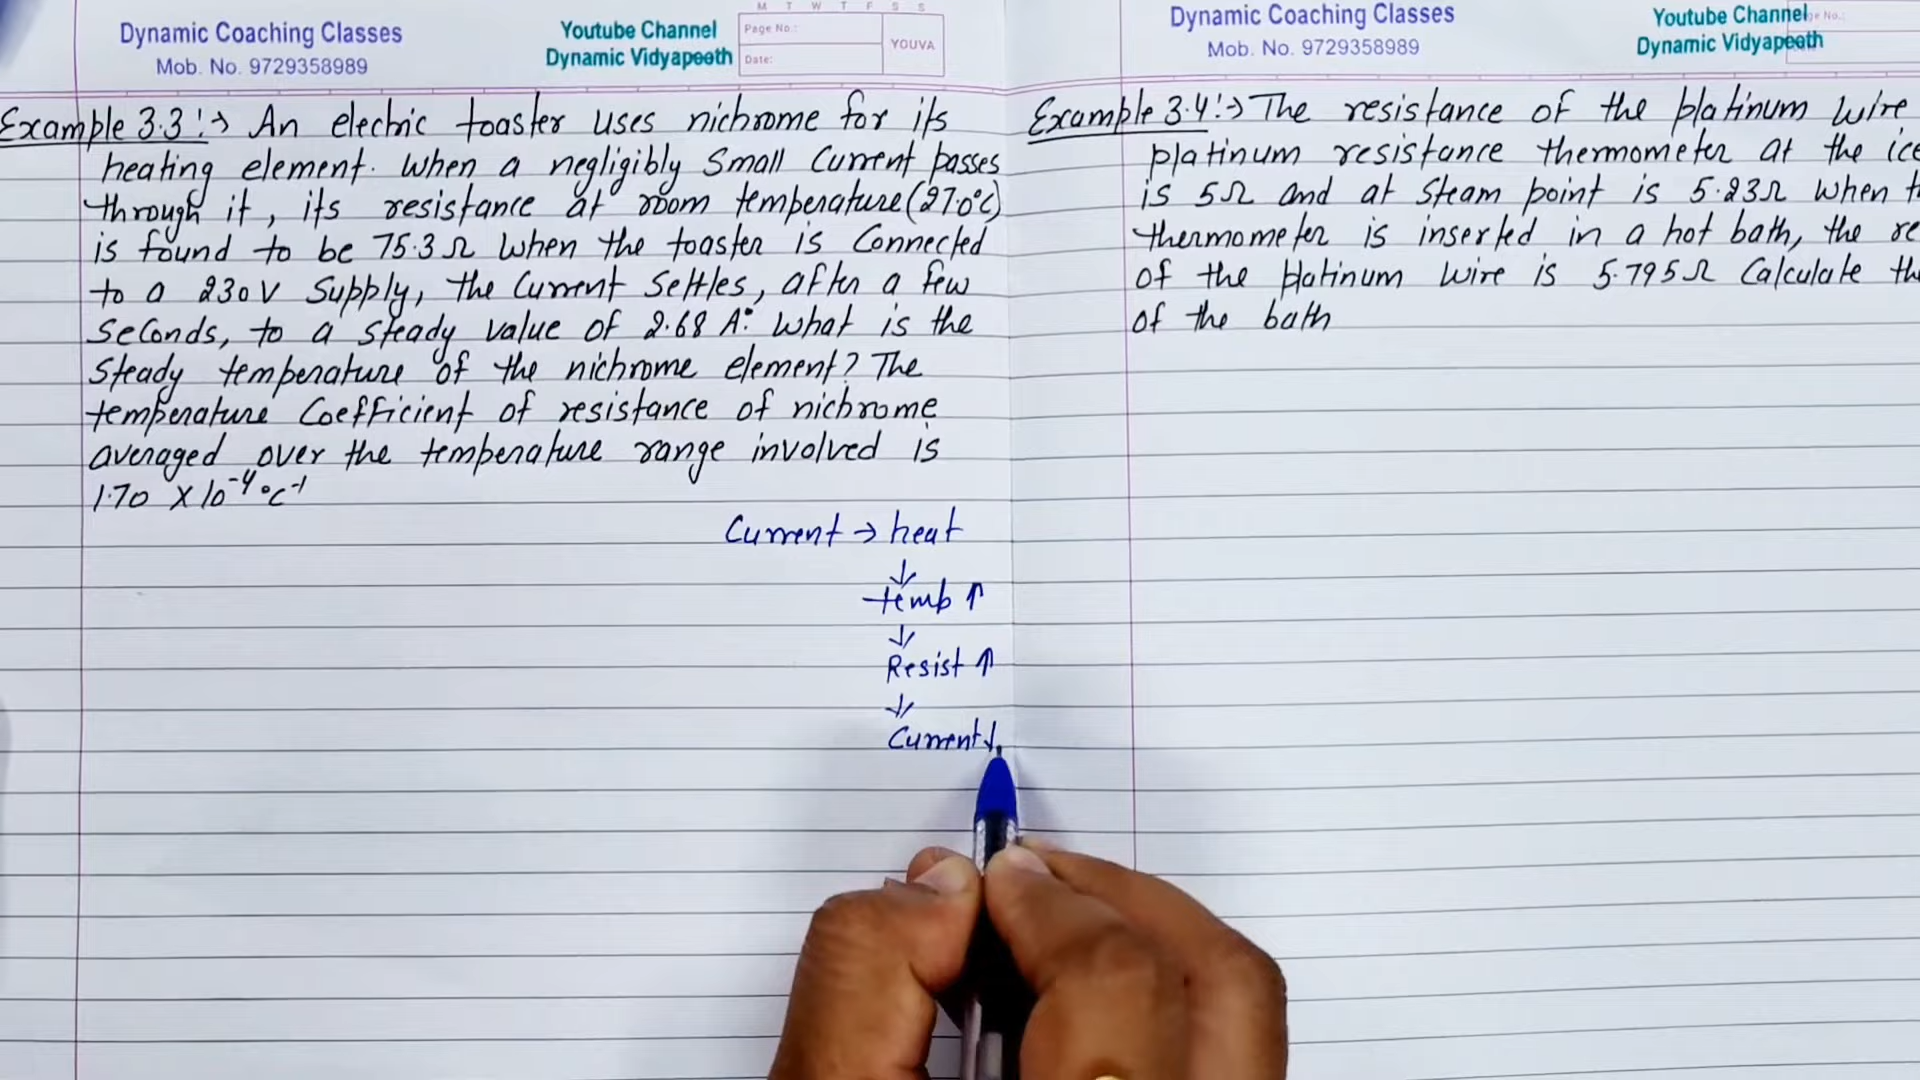 Dynamic Coaching Classes
Mob. No. 9729358989
Youtube Channel
Dynamic Vidyapeeth
M T W T F S S
Page No.:
Date:
YOUVA
Example 3.3 :→ An electric toaster uses nichrome for its
heating element. When a negligibly Small Current passes
through it, its resistance at room temperature (27.0°C)
is found to be 75.3 Ω When the toaster is Connected
to a 230 V Supply, the Current Settles, after a few
Seconds, to a steady value of 2.68 A. What is the
Steady temperature of the nichrome element? The
temperature Coefficient of resistance of nichrome
averaged over the temperature range involved is
1.70 × 10⁻⁴ °C⁻¹
Current → heat
↓
temp ↑
↓
Resist ↑
↓
Current ↓
Dynamic Coaching Classes
Mob. No. 9729358989
Youtube Channel
Dynamic Vidyapeeth
Example 3.4 :→ The resistance of the platinum wire
platinum resistance thermometer at the ice
is 5Ω and at Steam point is 5.23Ω When
thermometer is inserted in a hot bath, the
of the platinum wire is 5.795Ω Calculate
of the bath